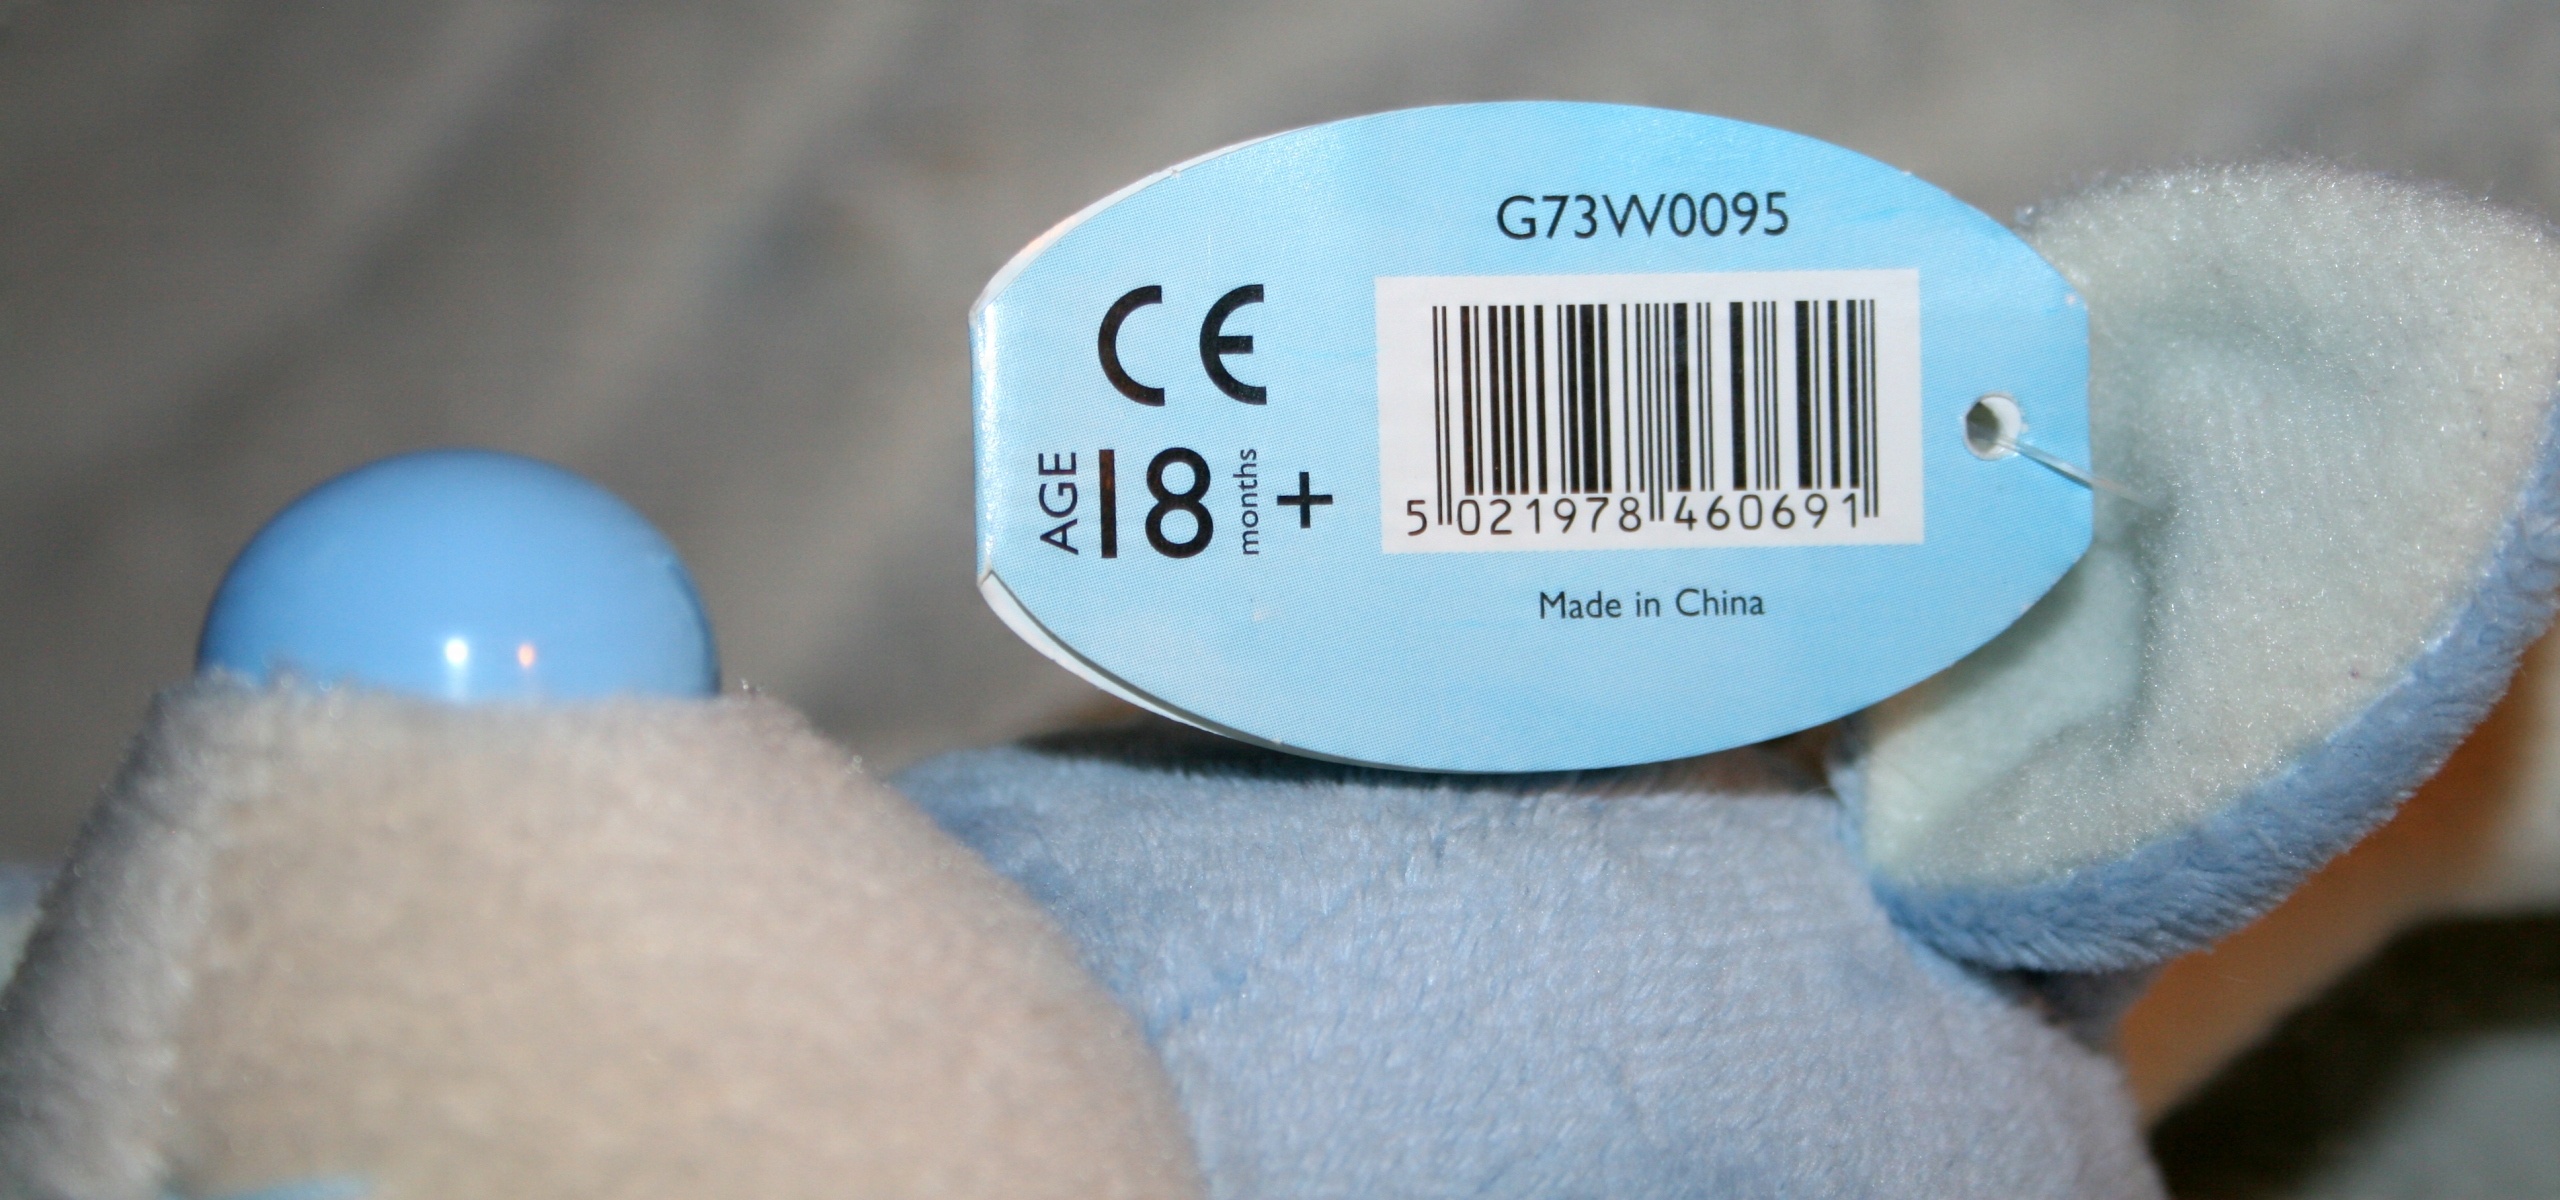 G73W0095
CE
AGE
18
months
+
5 021978 460691
Made in China